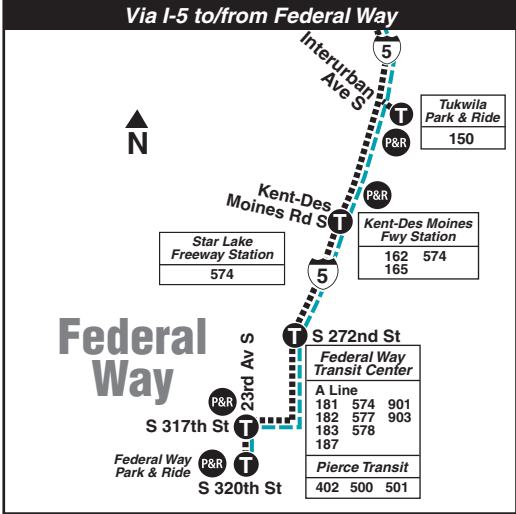 Via I-5 to/from Federal Way
5
Interurban
Ave S
T
Tukwila
Park & Ride
150
P&R
N
P&R
Kent-Des
Moines Rd S
T
Kent-Des Moines
Fwy Station
162 574
165
Star Lake
Freeway Station
574
5
T
S 272nd St
Federal
Way
23rd Av S
Federal Way
Transit Center
A Line
181 574 901
182 577 903
183 578
187
Pierce Transit
402 500 501
P&R
S 317th St
T
Federal Way
Park & Ride
P&R
T
S 320th St